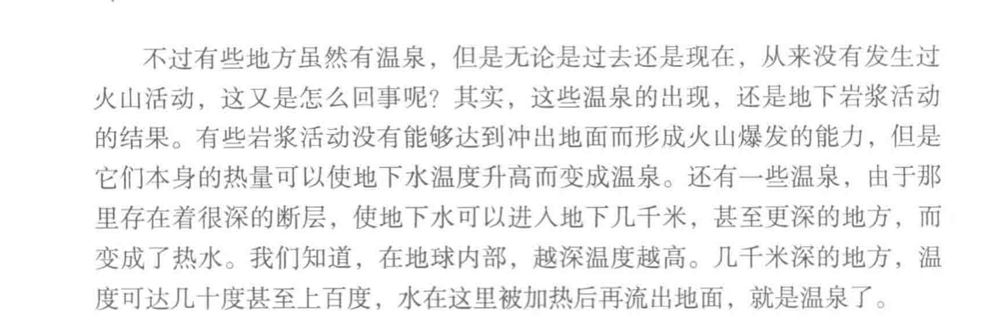 不过有些地方虽然有温泉，但是无论是过去还是现在，从来没有发生过
火山活动，这又是怎么回事呢？其实，这些温泉的出现，还是地下岩浆活动
的结果。有些岩浆活动没有能够达到冲出地面而形成火山爆发的能力，但是
它们本身的热量可以使地下水温度升高而变成温泉。还有一些温泉，由于那
里存在着很深的断层，使地下水可以进入地下几千米，甚至更深的地方，而
变成了热水。我们知道，在地球内部，越深温度越高。几千米深的地方，温
度可达几十度甚至上百度，水在这里被加热后再流出地面，就是温泉了。